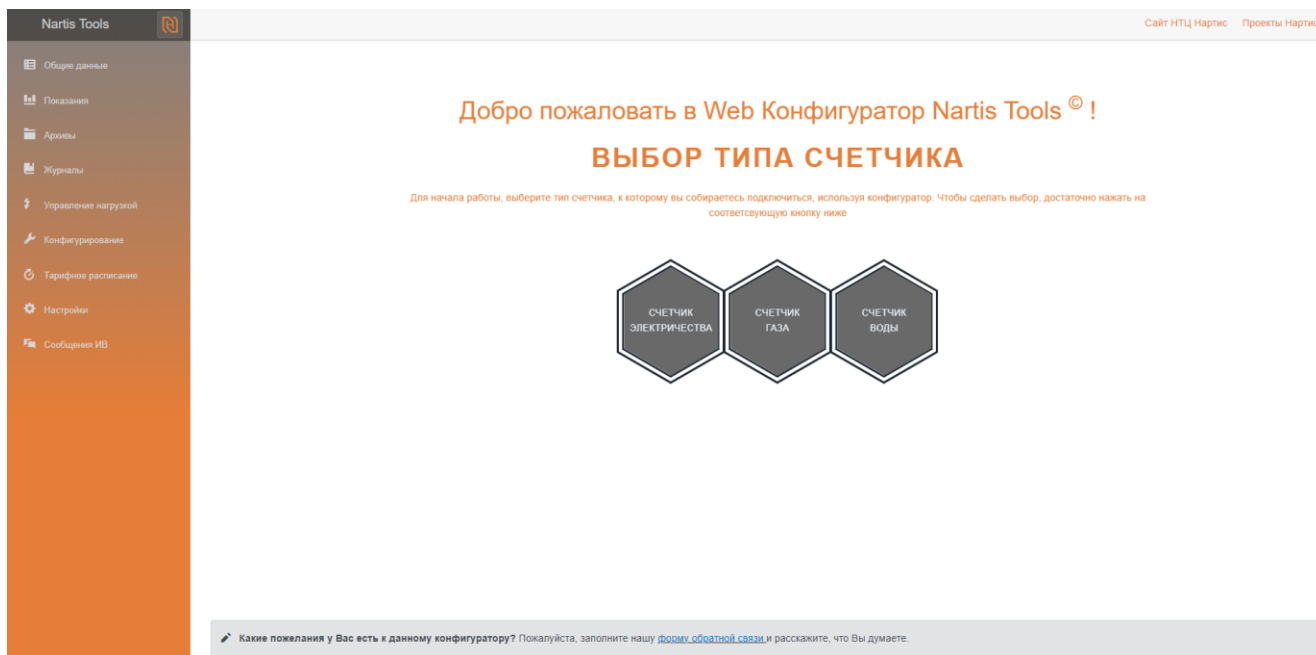 Nartis Tools
Сайт НТЦ Нартис Проекты Нартис
Общие данные
Показания
Архивы
Журналы
Управление нагрузкой
Конфигурирование
Тарифное расписание
Настройки
Сообщения ИВ
Добро пожаловать в Web Конфигуратор Nartis Tools © !
ВЫБОР ТИПА СЧЕТЧИКА
Для начала работы, выберите тип счетчика, к которому вы собираетесь подключиться, используя конфигуратор. Чтобы сделать выбор, достаточно нажать на
соответсвующую кнопку ниже
СЧЕТЧИК
ЭЛЕКТРИЧЕСТВА
СЧЕТЧИК
ГАЗА
СЧЕТЧИК
ВОДЫ
Какие пожелания у Вас есть к данному конфигуратору? Пожалуйста, заполните нашу форму обратной связи и расскажите, что Вы думаете.